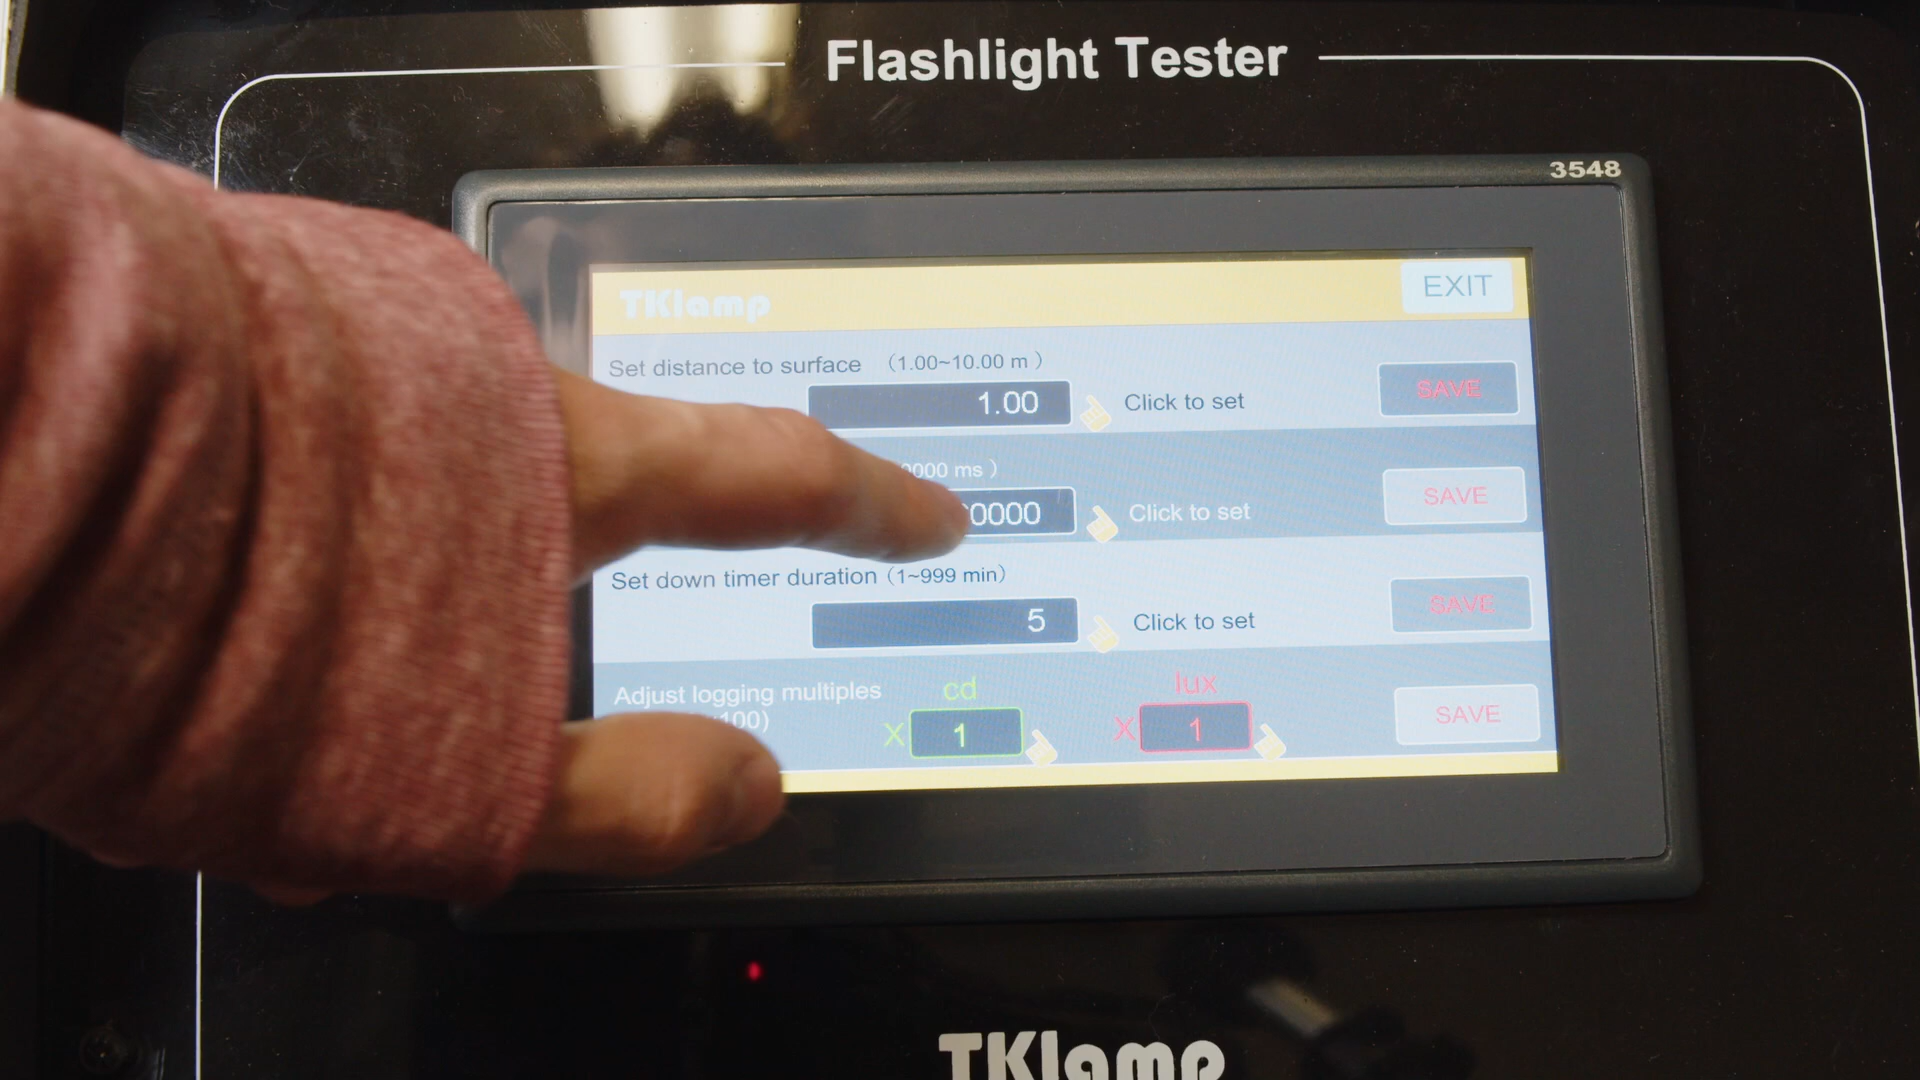 Flashlight Tester
3548
TKlamp
EXIT
Set distance to surface (1.00~10.00 m)
1.00
Click to set
SAVE
0000 ms)
0000
Click to set
SAVE
Set down timer duration (1~999 min)
5
Click to set
SAVE
Adjust logging multiples
100)
cd
X 1
lux
X 1
SAVE
TKlamp